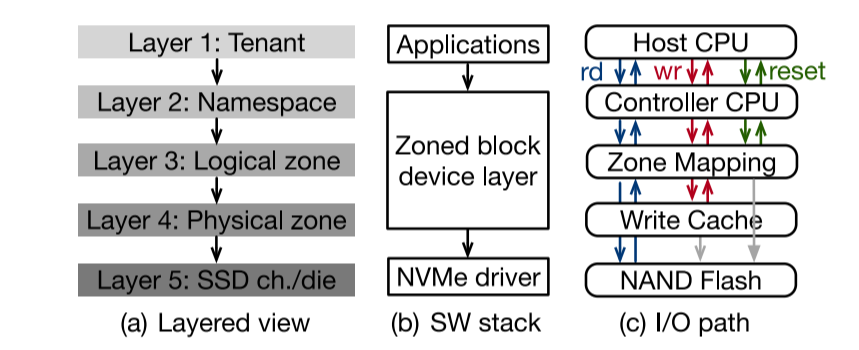 Layer 1: Tenant
Layer 2: Namespace
Layer 3: Logical zone
Layer 4: Physical zone
Layer 5: SSD ch./die
(a) Layered view
Applications
Zoned block
device layer
NVMe driver
(b) SW stack
Host CPU
rd wr reset
Controller CPU
Zone Mapping
Write Cache
NAND Flash
(c) I/O path